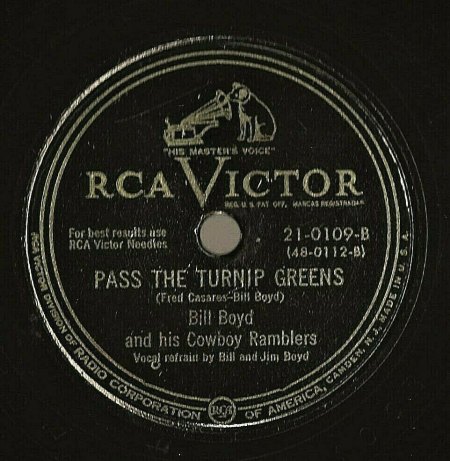 "HIS MASTER'S VOICE"
RCA VICTOR
REG. U.S. PAT. OFF. MARCAS REGISTRADAS
For best results use
RCA Victor Needles
21-0109-B
(48-0112-B)
PASS THE TURNIP GREENS
(Fred Casares-Bill Boyd)
Bill Boyd
and his Cowboy Ramblers
Vocal refrain by Bill and Jim Boyd
RCA VICTOR DIVISION OF RADIO CORPORATION OF AMERICA, CAMDEN, N.J. MADE IN U.S.A.
RCA